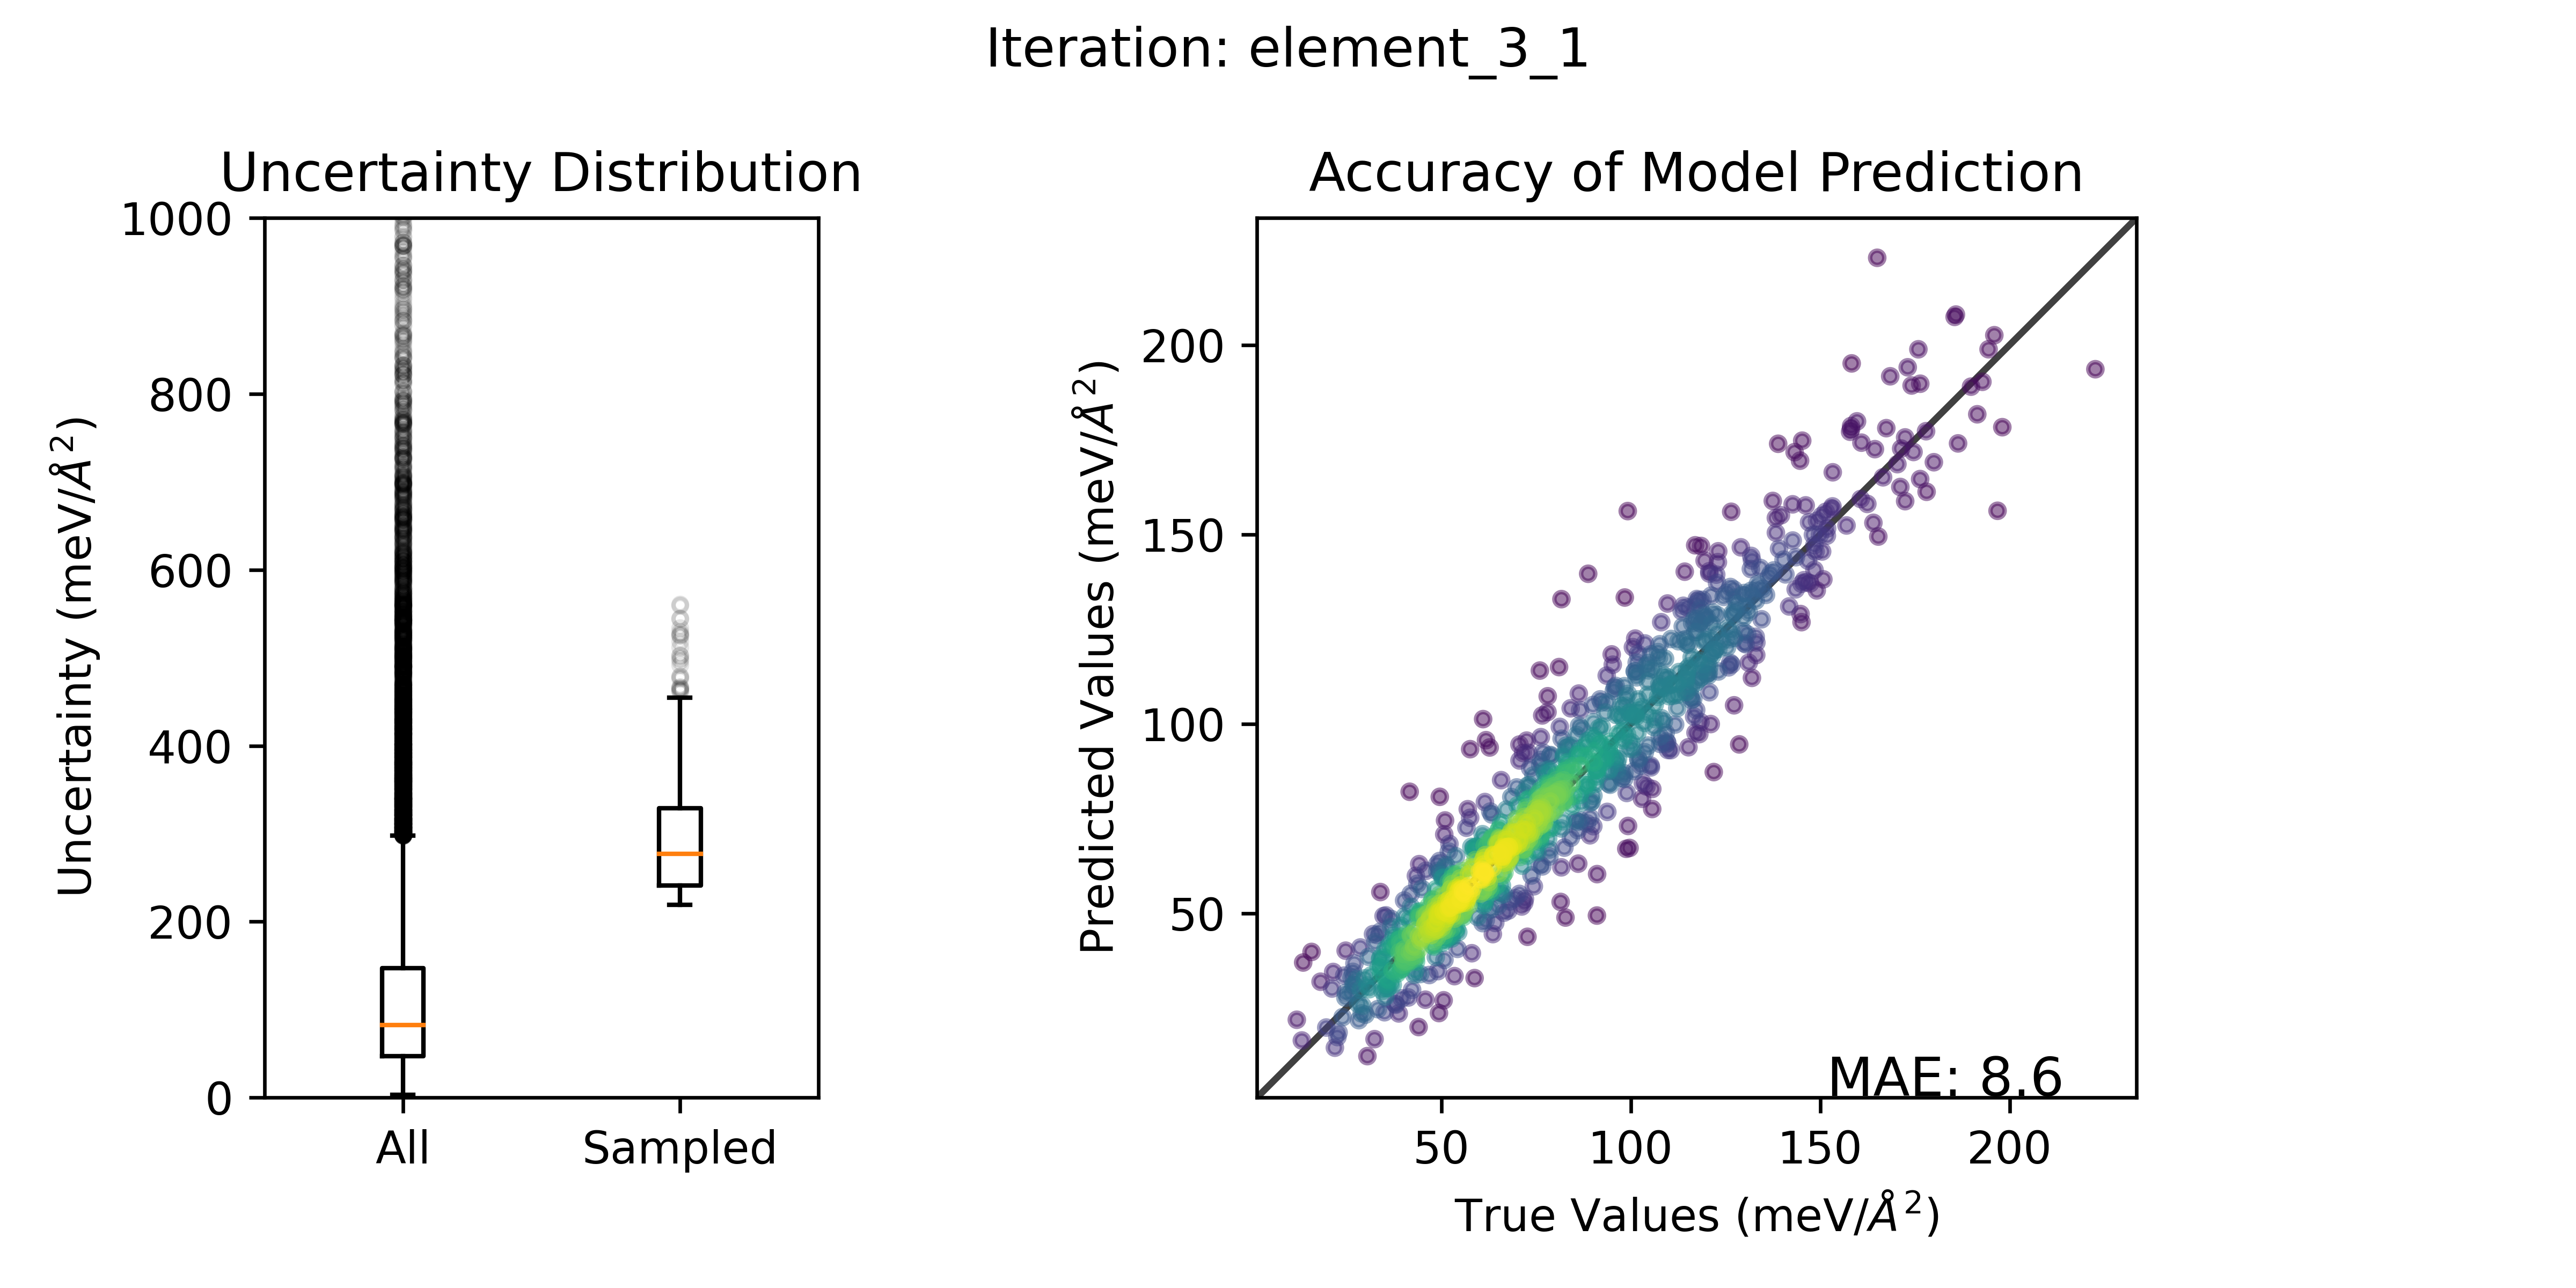 Iteration: element_3_1
Uncertainty Distribution
Uncertainty (meV/Å²)
1000
800
600
400
200
0
All Sampled
Accuracy of Model Prediction
Predicted Values (meV/Å²)
200
150
100
50
MAE: 8.6
50 100 150 200
True Values (meV/Å²)